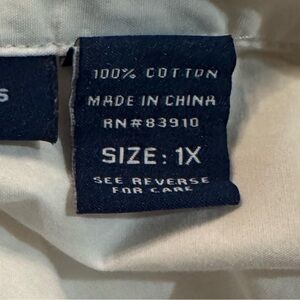 100% COTTON
MADE IN CHINA
RN#83910
SIZE: 1X
SEE REVERSE
FOR CARE
s